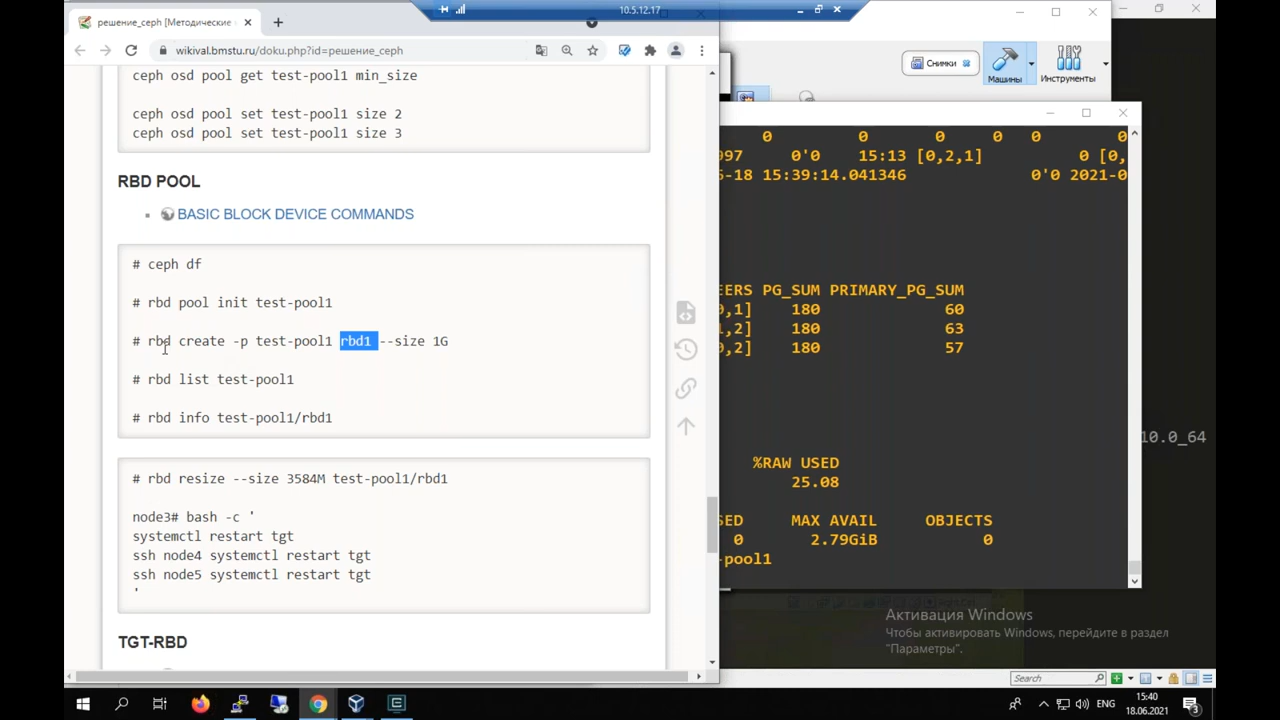 10.5.12.17
решение_ceph [Методические
wikival.bmstu.ru/doku.php?id=решение_ceph
ceph osd pool get test-pool1 min_size
ceph osd pool set test-pool1 size 2
ceph osd pool set test-pool1 size 3
RBD POOL
BASIC BLOCK DEVICE COMMANDS
# ceph df
# rbd pool init test-pool1
# rbd create -p test-pool1 rbd1 --size 1G
# rbd list test-pool1
# rbd info test-pool1/rbd1
# rbd resize --size 3584M test-pool1/rbd1
node3# bash -c '
systemctl restart tgt
ssh node4 systemctl restart tgt
ssh node5 systemctl restart tgt
'
TGT-RBD
Снимки
Машины
Инструменты
0 0 0 0 0 0
997 0'0 15:13 [0,2,1] 0 [0,
5-18 15:39:14.041346 0'0 2021-0
EERS PG_SUM PRIMARY_PG_SUM
0,1] 180 60
1,2] 180 63
0,2] 180 57
%RAW USED
25.08
SED MAX AVAIL OBJECTS
0 2.79GiB 0
-pool1
10.0_64
Активация Windows
Чтобы активировать Windows, перейдите в раздел
"Параметры".
Search
ENG
15:40
18.06.2021
3